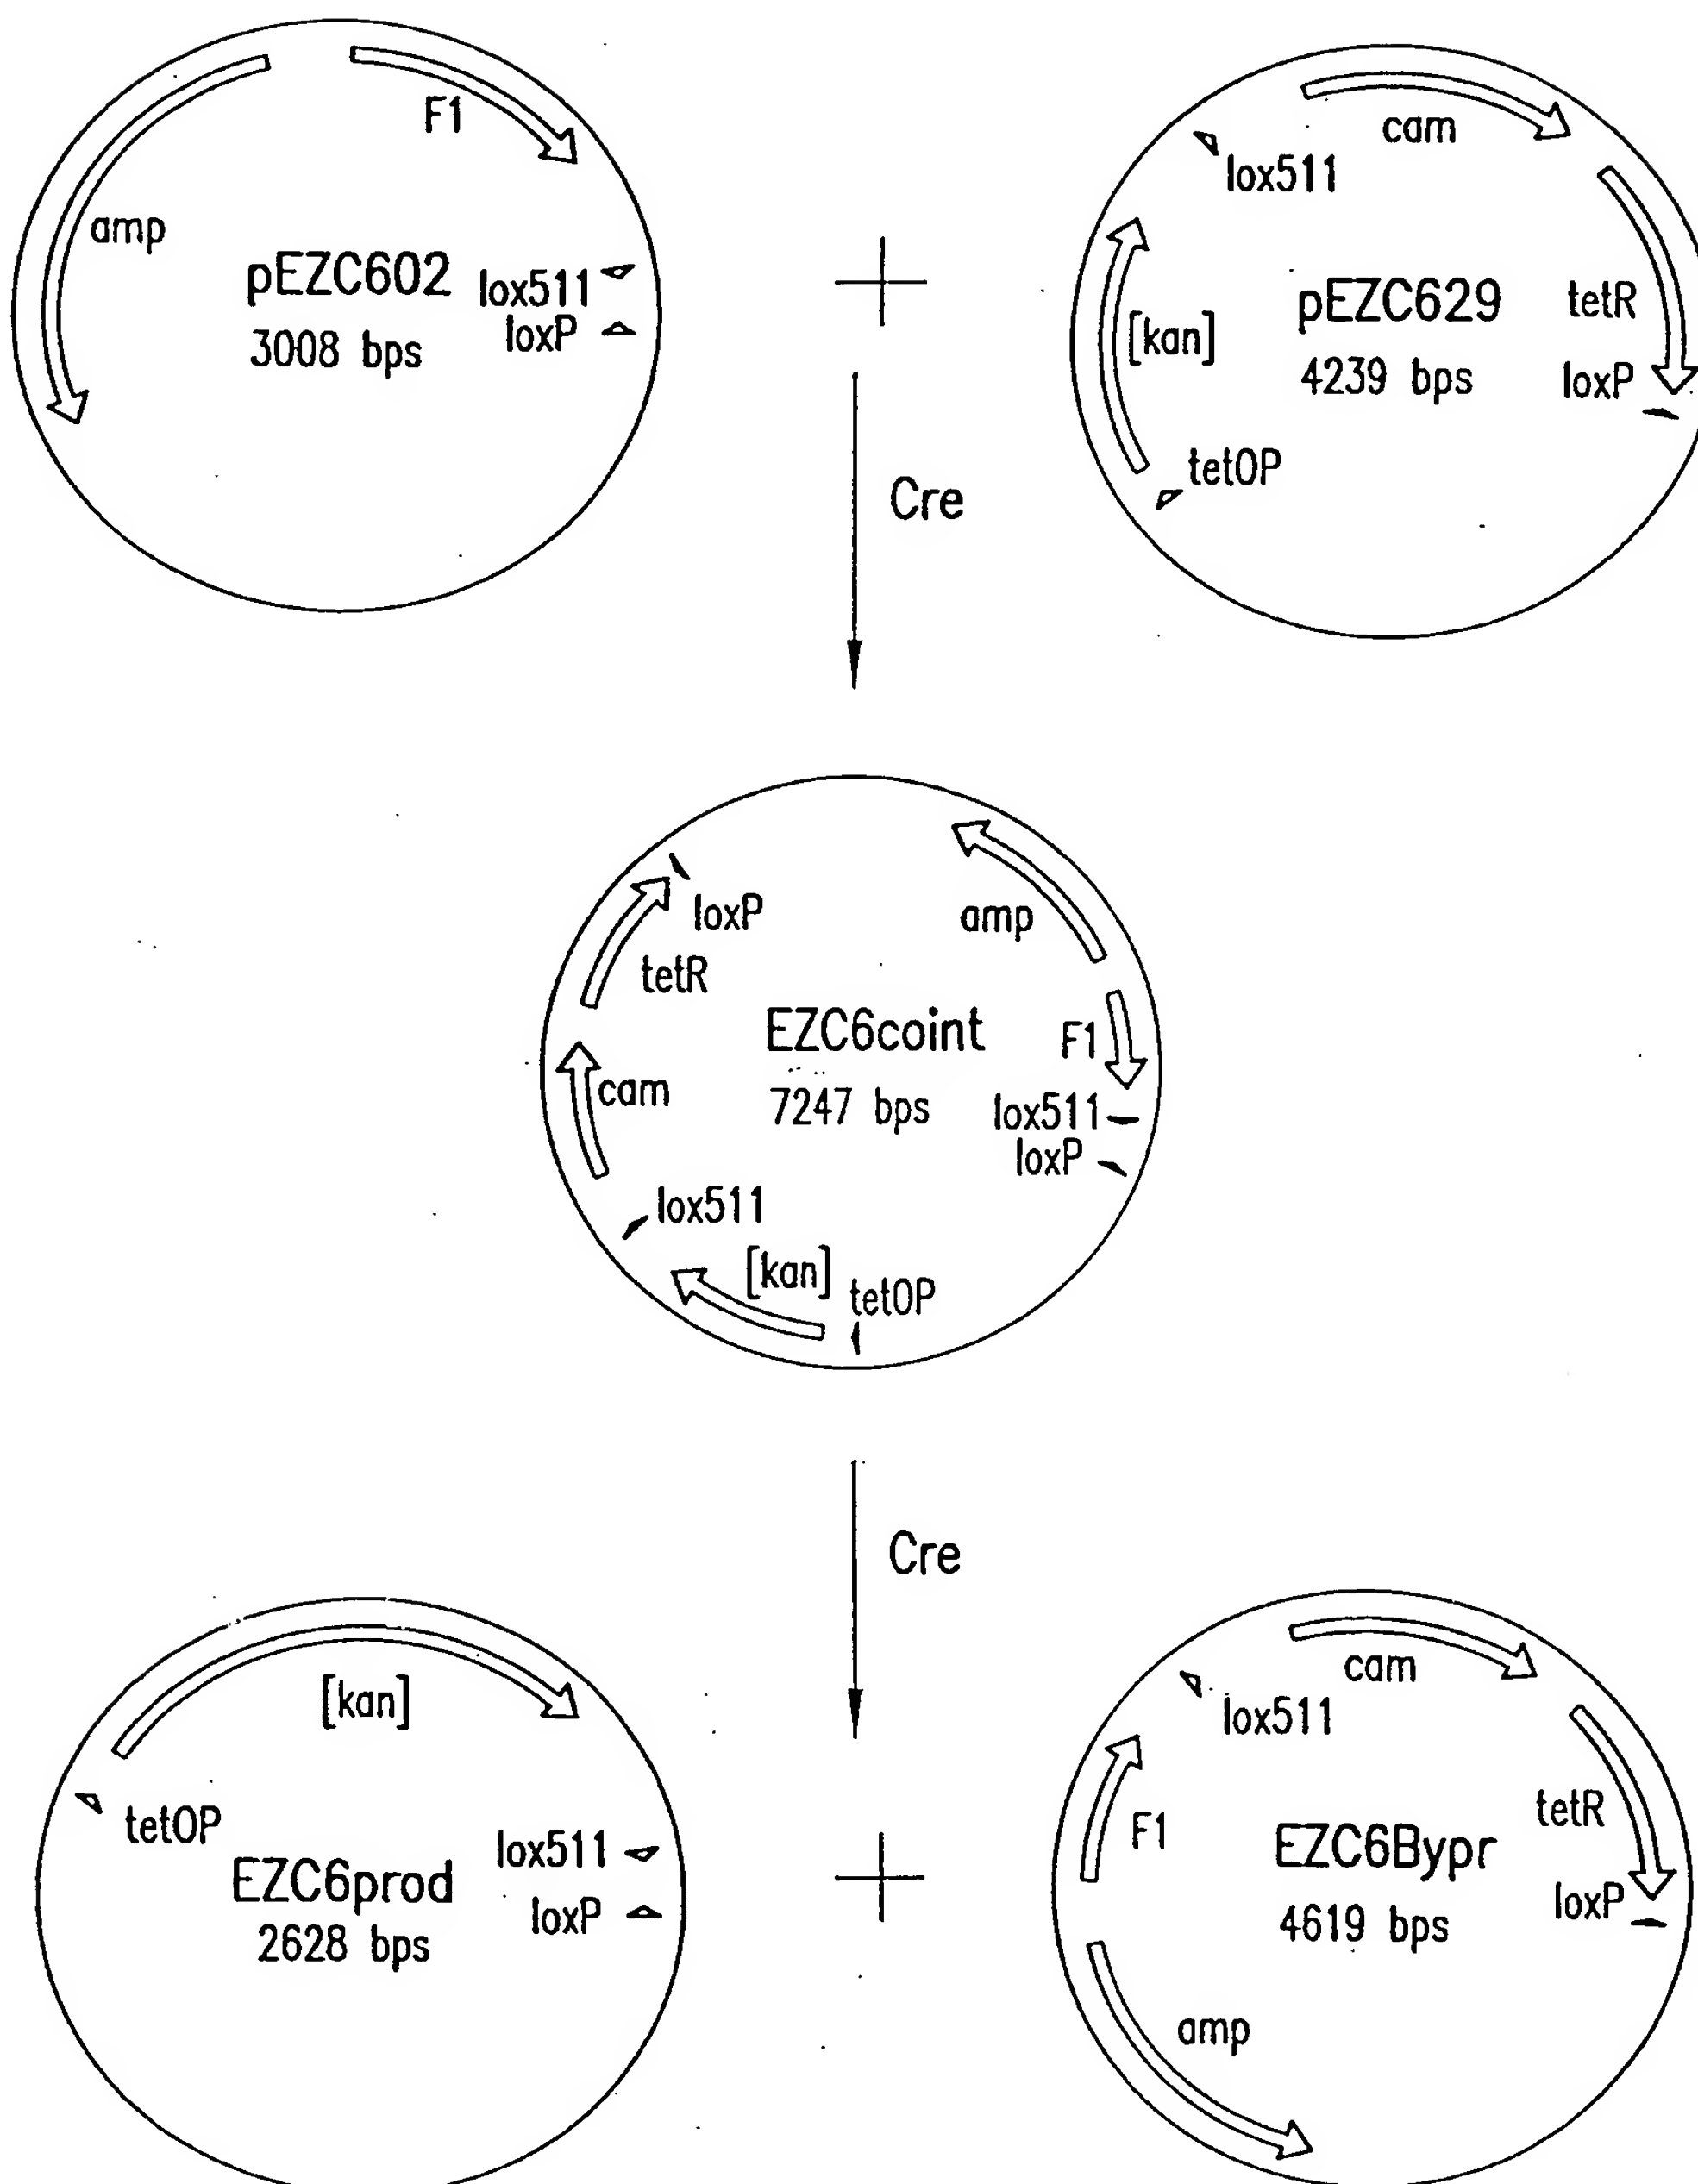 F1
amp
pEZC602
3008 bps
lox511
loxP
+
cam
lox511
[kan]
pEZC629
4239 bps
tetR
loxP
tetOP
Cre
amp
loxP
tetR
EZC6coint
7247 bps
F1
cam
lox511
loxP
lox511
[kan]
tetOP
Cre
[kan]
tetOP
EZC6prod
2628 bps
lox511
loxP
+
cam
lox511
F1
tetR
EZC6Bypr
4619 bps
loxP
amp